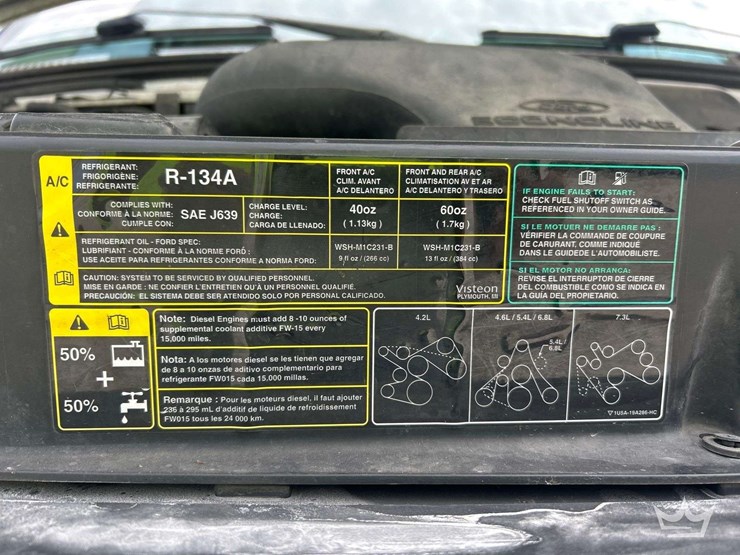 Ford
ECONOLINE
A/C
REFRIGERANT:
FRIGORIGÈNE:
REFRIGERANTE:
R-134A
FRONT A/C
CLIM. AVANT
A/C DELANTERO
FRONT AND REAR A/C
CLIMATISATION AV ET AR
A/C DELANTERO Y TRASERO
COMPLIES WITH:
CONFORME À LA NORME:
CUMPLE CON:
SAE J639
CHARGE LEVEL:
CHARGE:
CARGA DE LLENADO:
40oz
(1.13kg)
60oz
(1.7kg)
REFRIGERANT OIL - FORD SPEC:
LUBRIFIANT - CONFORME À LA NORME FORD:
USE ACEITE PARA REFRIGERANTES CONFORME A NORMA FORD:
WSH-M1C231-B
9 fl oz / (266 cc)
WSH-M1C231-B
13 fl oz / (384 cc)
CAUTION: SYSTEM TO BE SERVICED BY QUALIFIED PERSONNEL.
MISE EN GARDE : NE CONFIER L'ENTRETIEN QU'À UN PERSONNEL QUALIFIÉ.
PRECAUCIÓN: EL SISTEMA DEBE SER ATENDIDO SOLO POR PERSONAL CALIFICADO.
Visteon
PLYMOUTH, MI
IF ENGINE FAILS TO START:
CHECK FUEL SHUTOFF SWITCH AS
REFERENCED IN YOUR OWNER GUIDE.
SI LE MOTUER NE DEMARRE PAS :
VÉRIFIER LA COMMANDE DE COUPURE
DE CARURANT, COMME INDIQUÉ
DANS LE GUIDEDE L'AUTOMOBILISTE.
SI EL MOTOR NO ARRANCA:
REVISE EL INTERRUPTOR DE CIERRE
DEL COMBUSTIBLE COMO SE INDICA EN
LA GUIA DEL PROPIETARIO.
50%
+
50%
Note: Diesel Engines must add 8 -10 ounces of
supplemental coolant additive FW-15 every
15,000 miles.
Nota: A los motores diesel se les tienen que agregar
de 8 a 10 onzas de aditivo complementario para
refrigerante FW015 cada 15,000 millas.
Remarque : Pour les moteurs diesel, il faut ajouter
236 à 295 mL d'additif de liquide de refroidissement
FW015 tous les 24 000 km.
4.2L
4.6L / 5.4L / 6.8L
5.4L /
6.8L
7.3L
1U5A-19A286-HC